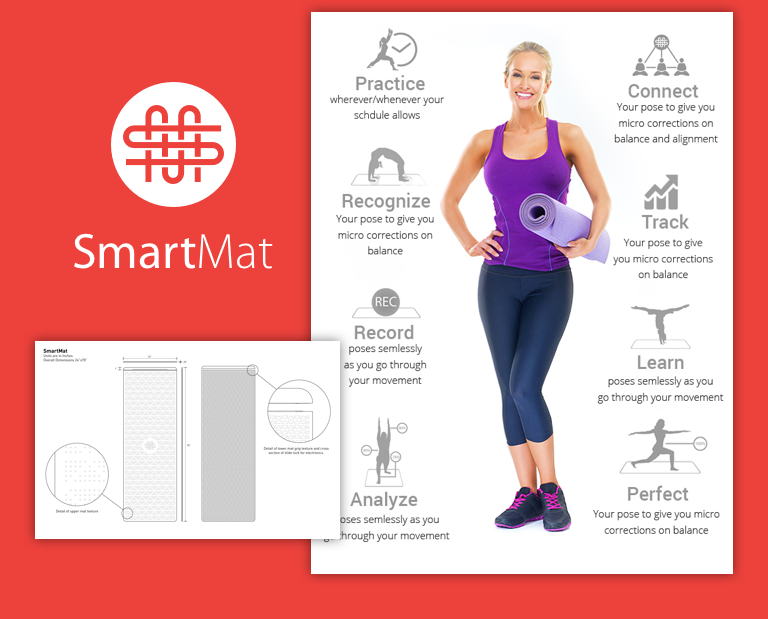 SmartMat
SmartMat
Units are in Inches
Detail of upper mat texture
Detail of lower mat grip texture and cross
section of slide lock for electronics
Practice
wherever/whenever your
schdule allows
Recognize
Your pose to give you
micro corrections on
balance
REC
Record
poses semlessly
as you go through
your movement
Analyze
poses semlessly as you
go through your movement
Connect
Your pose to give you
micro corrections on
balance and alignment
Track
Your pose to give
you micro corrections
on balance
Learn
poses semlessly as you
go through your movement
Perfect
Your pose to give you micro
corrections on balance